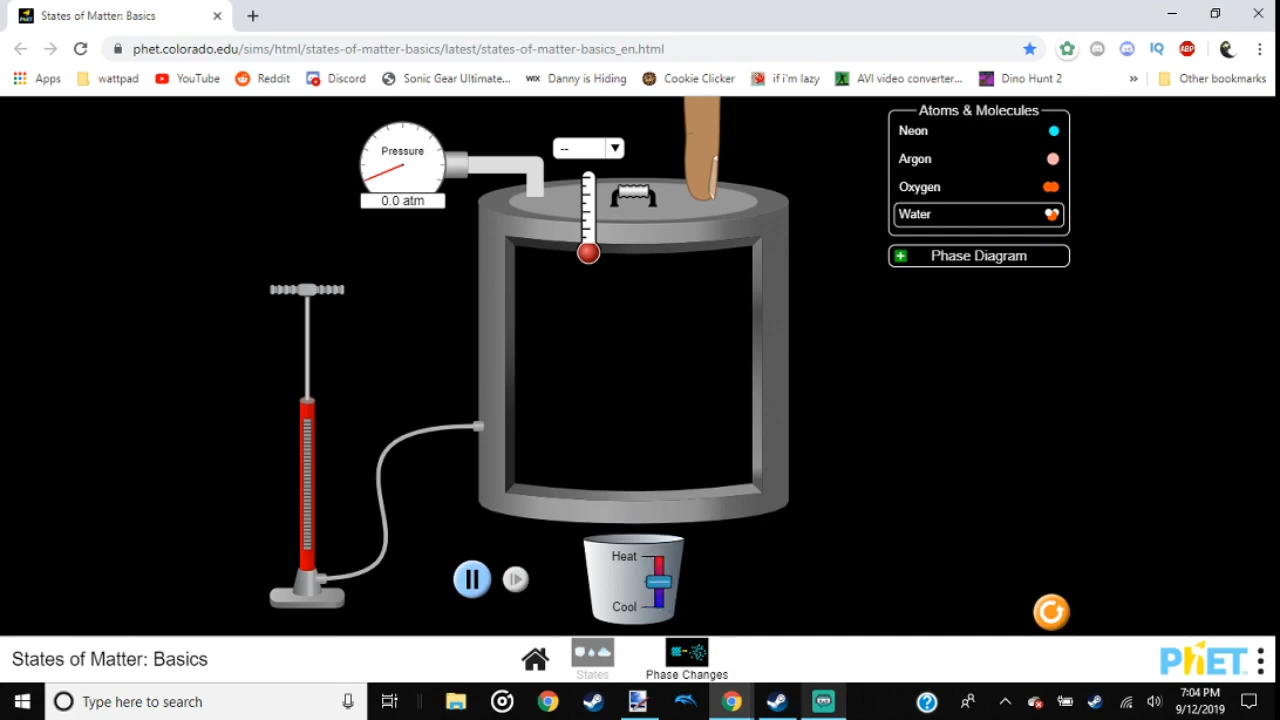 States of Matter: Basics
phet.colorado.edu/sims/html/states-of-matter-basics/latest/states-of-matter-basics_en.html
IQ
ABP
Apps
wattpad
YouTube
Reddit
Discord
Sonic Gear Ultimate...
WIX Danny is Hiding
Cookie Clicker
if i'm lazy
AVI video converter...
Dino Hunt 2
»
Other bookmarks
Pressure
0.0 atm
--
Atoms & Molecules
Neon
Argon
Oxygen
Water
Phase Diagram
Heat
Cool
States of Matter: Basics
States
Phase Changes
PhET
Type here to search
7:04 PM
9/12/2019